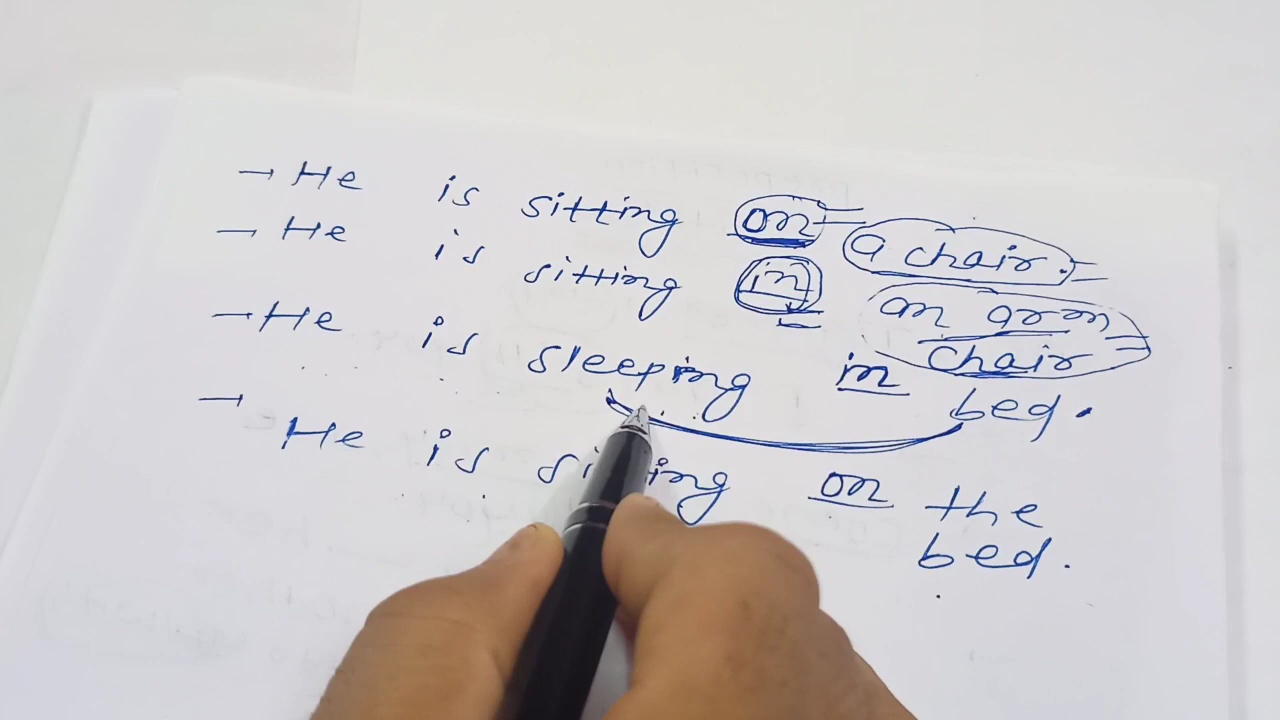 → He is sitting on a chair.
→ He is sitting in an arm
chair
→ He is sleeping in bed.
→ He is on the
bed.